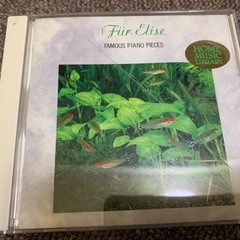 Für Elise
FAMOUS PIANO PIECES
HOME
MUSIC
LIBRARY